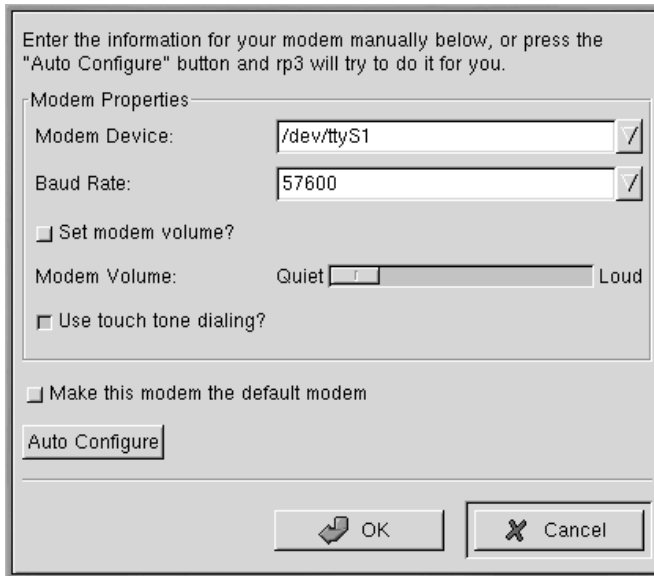 Enter the information for your modem manually below, or press the
"Auto Configure" button and rp3 will try to do it for you.
Modem Properties
Modem Device: /dev/ttyS1
Baud Rate: 57600
Set modem volume?
Modem Volume: Quiet Loud
Use touch tone dialing?
Make this modem the default modem
Auto Configure
OK Cancel